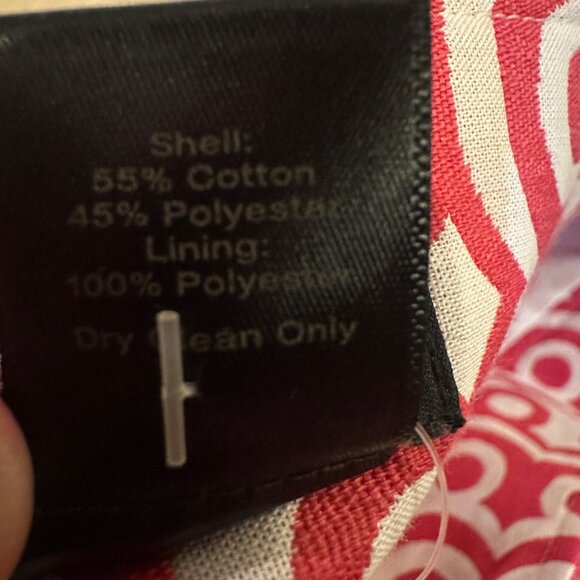 Shell:
55% Cotton
45% Polyester
Lining:
100% Polyester
Dry Clean Only